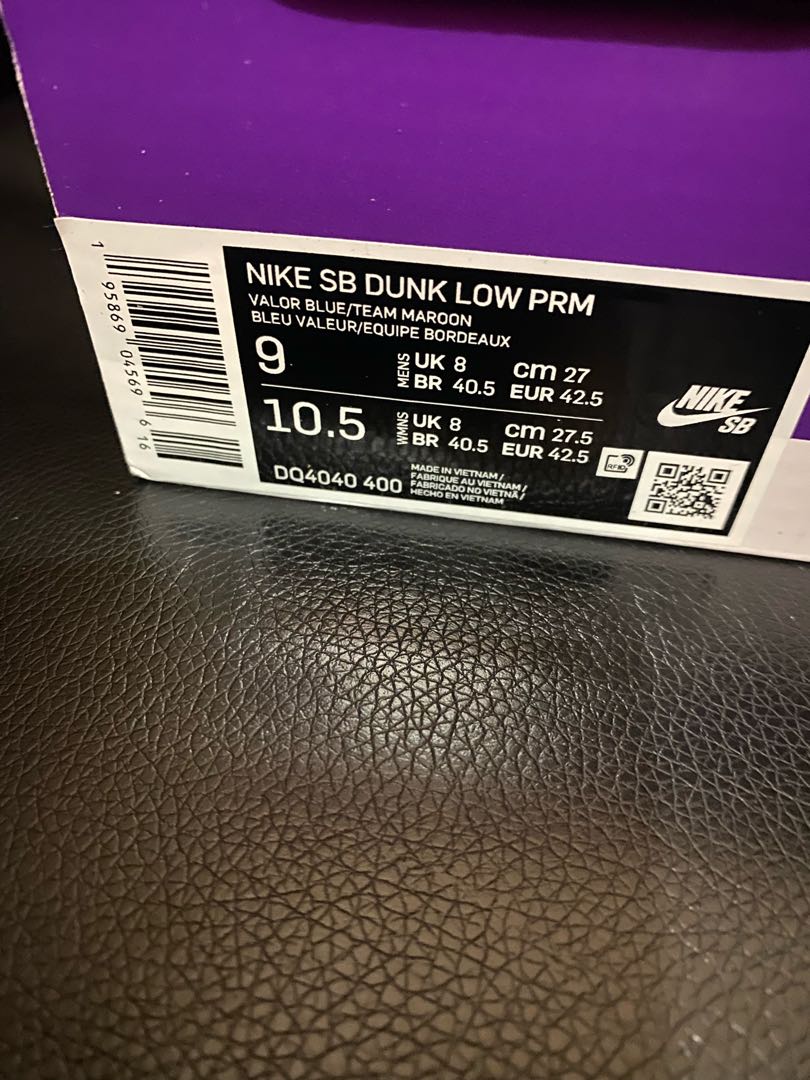 1 95869 04569 6 16
NIKE SB DUNK LOW PRM
VALOR BLUE/TEAM MAROON
BLEU VALEUR/EQUIPE BORDEAUX
9 MENS UK 8 cm 27
BR 40.5 EUR 42.5
10.5 WMNS UK 8 cm 27.5
BR 40.5 EUR 42.5
DQ4040 400
MADE IN VIETNAM /
FABRIQUE AU VIETNAM /
FABRICADO NO VIETNÃ /
HECHO EN VIETNAM
RFID
NIKE
SB